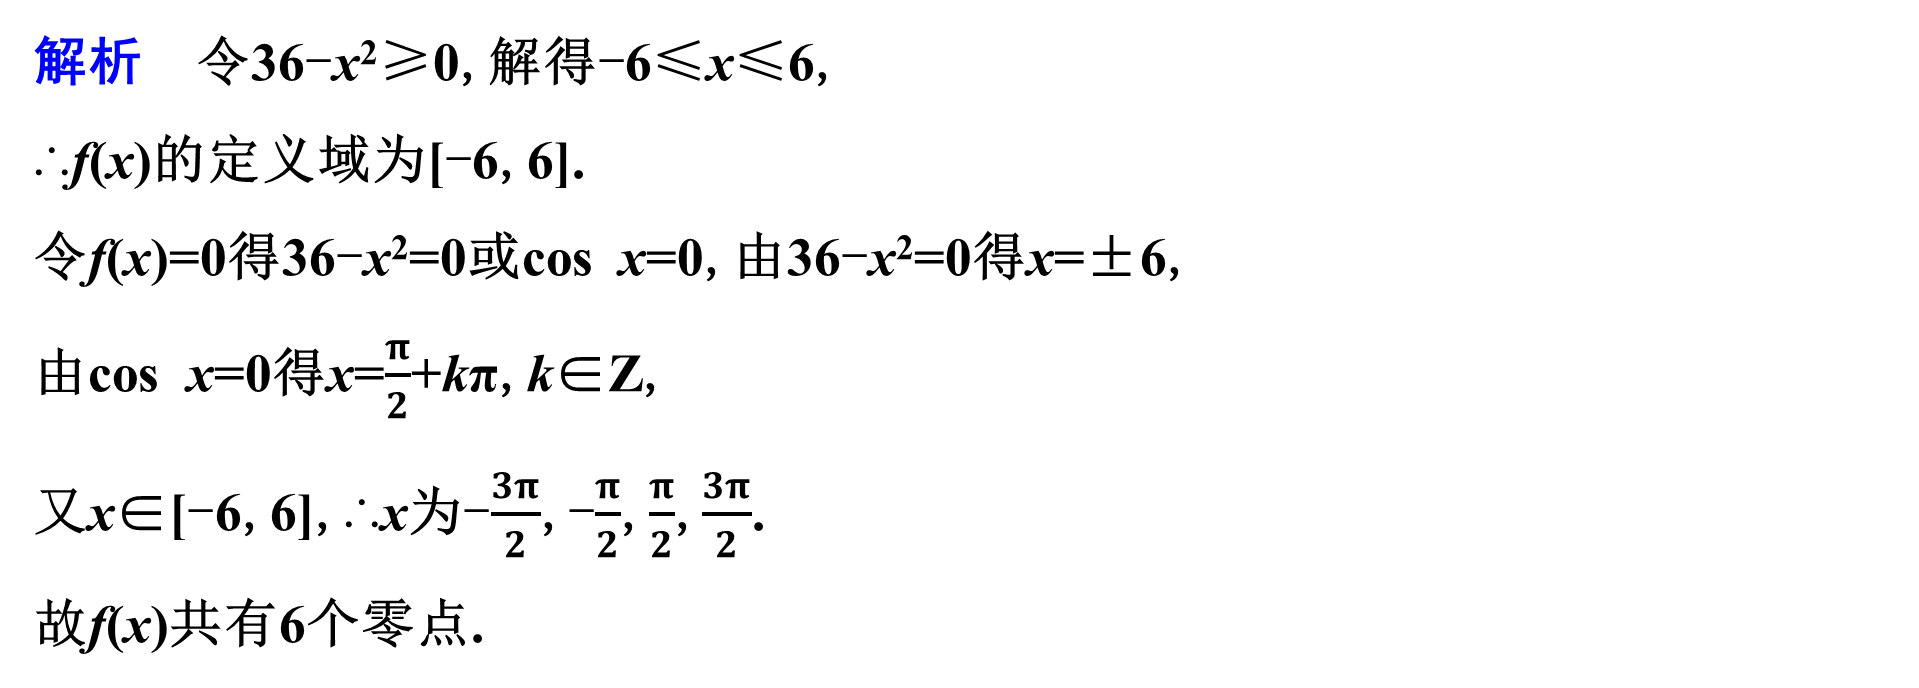 解析 令36-x²≥0, 解得-6≤x≤6,
∴f(x)的定义域为[-6, 6].
令f(x)=0得36-x²=0或cos x=0, 由36-x²=0得x=±6,
由cos x=0得x=π/2+kπ, k∈Z,
又x∈[-6, 6], ∴x为-3π/2, -π/2, π/2, 3π/2.
故f(x)共有6个零点.